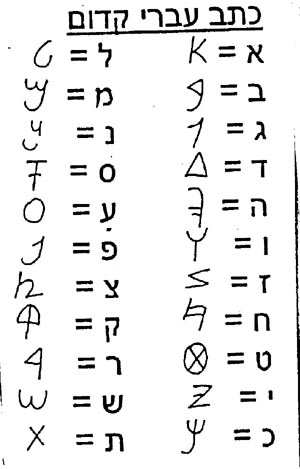 כתב עברי קדום
א = 𐤀
ב = 𐤁
ג = 𐤂
ד = 𐤃
ה = 𐤄
ו = 𐤅
ז = 𐤆
ח = 𐤇
ט = 𐤈
י = 𐤉
כ = 𐤊
ל = 𐤋
מ = 𐤌
נ = 𐤍
ס = 𐤎
ע = 𐤏
פ = 𐤐
צ = 𐤑
ק = 𐤒
ר = 𐤓
ש = 𐤔
ת = 𐤕